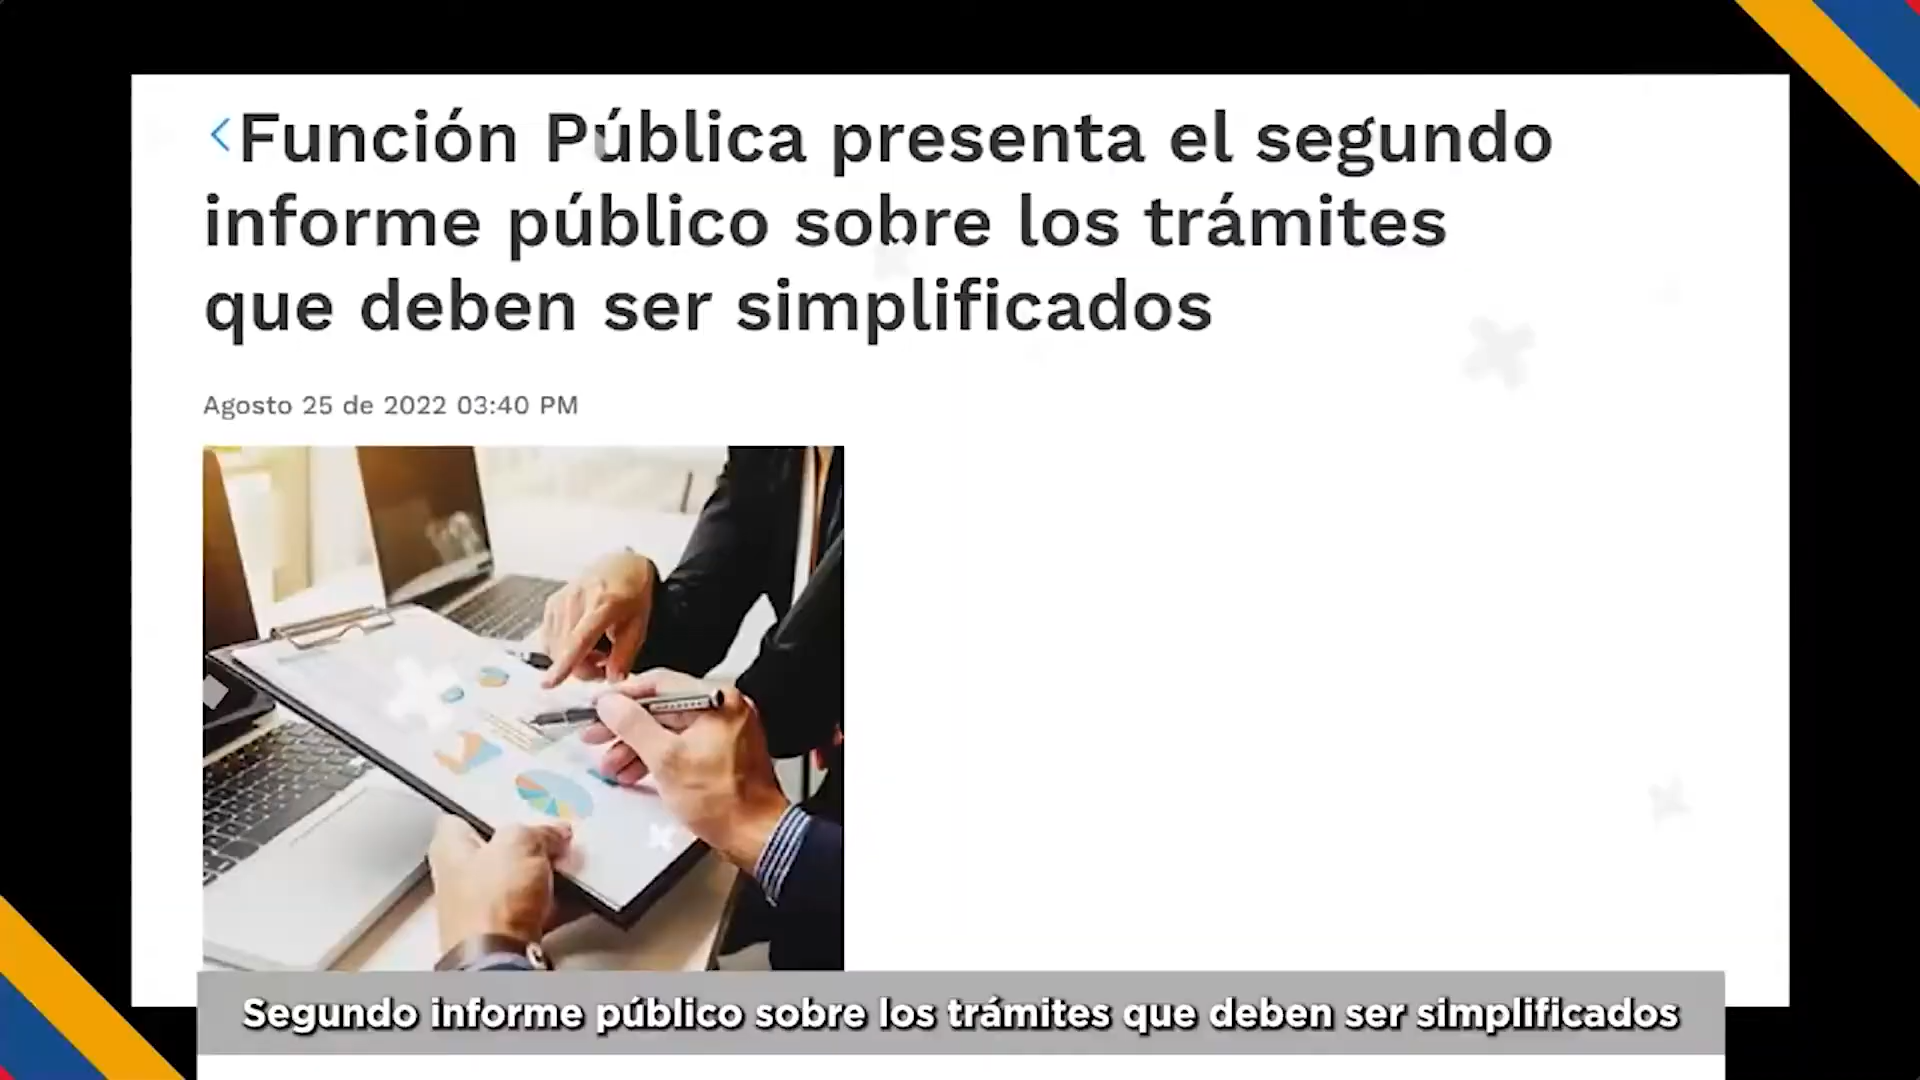 Función Pública presenta el segundo
informe público sobre los trámites
que deben ser simplificados
Agosto 25 de 2022 03:40 PM
Segundo informe público sobre los trámites que deben ser simplificados